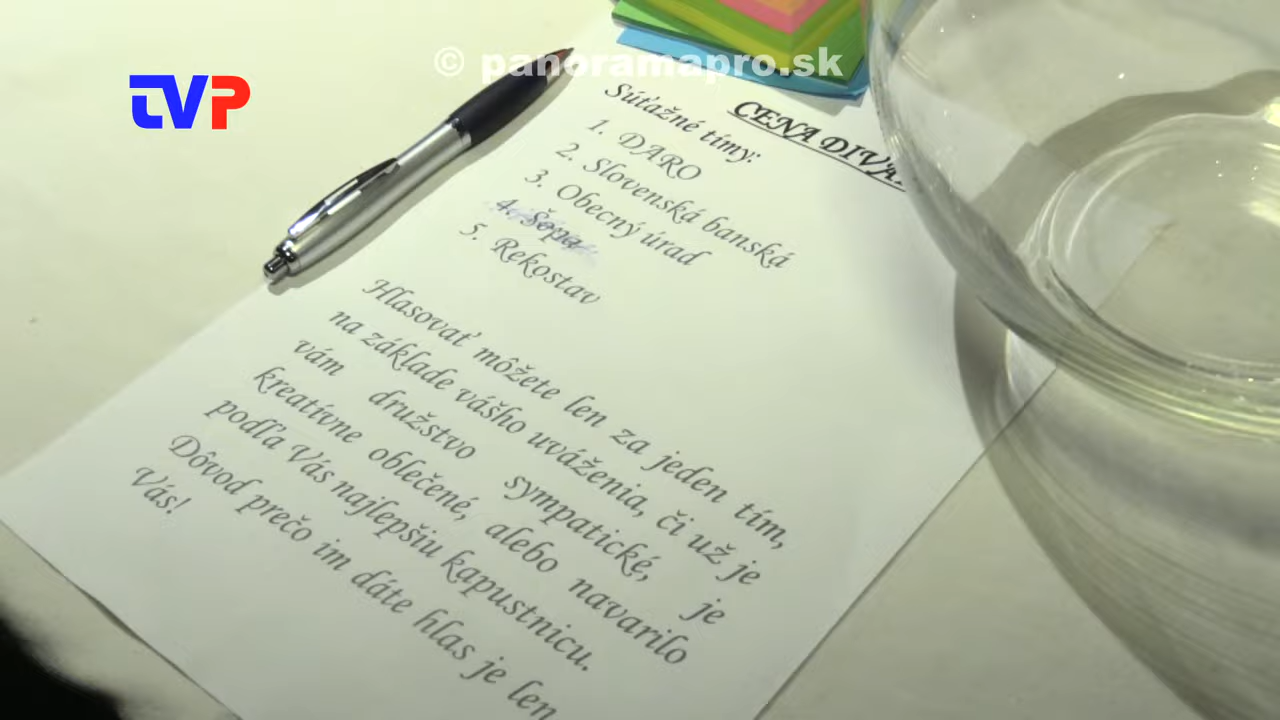 © panoramapro.sk
TVP
Súťažné tímy:
1. DARO
2. Slovenská banská
3. Obecný úrad
4. Šopa
5. Rekostav
CENA
Hlasovať môžete len za jeden tím,
na základe vášho uváženia, či už je
vám družstvo sympatické, je
kreatívne oblečené, alebo navarilo
podľa Vás najlepšiu kapustnicu.
Dôvod prečo im dáte hlas je len
Vás!